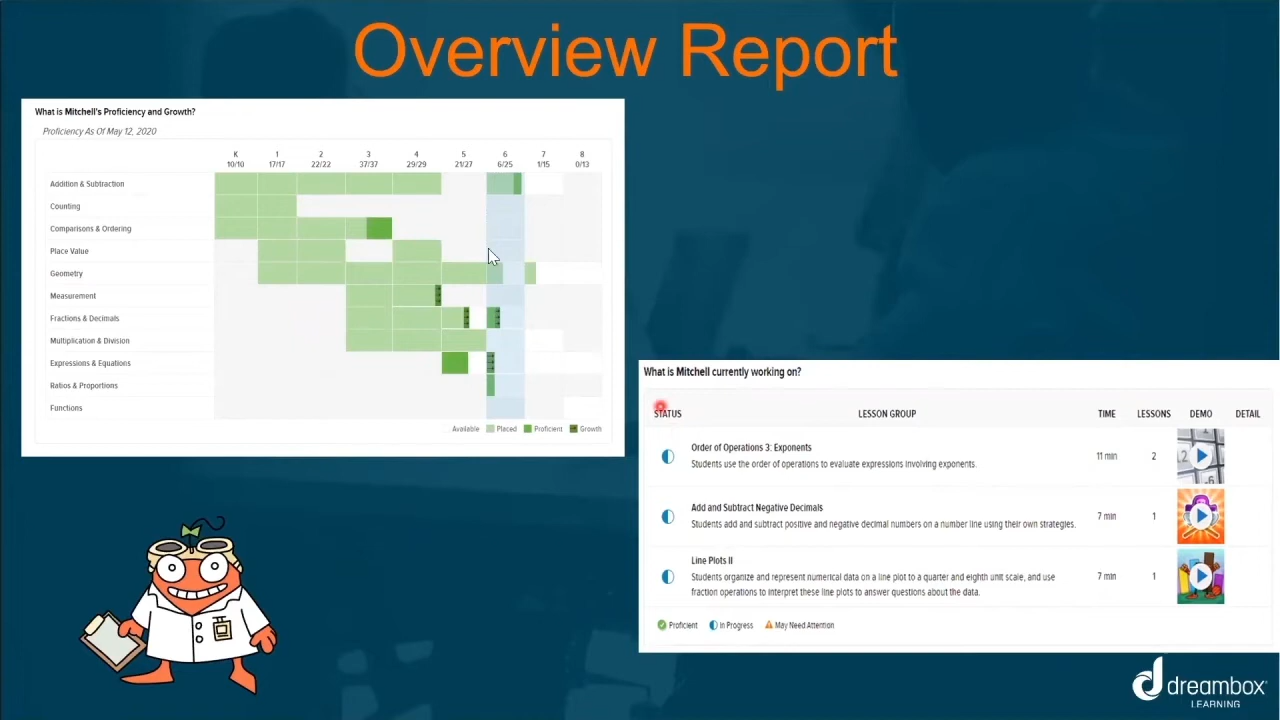 Overview Report
What is Mitchell's Proficiency and Growth?
Proficiency As Of May 12, 2020
K 1 2 3 4 5 6 7 8
10/10 17/17 22/22 37/37 29/29 21/27 6/25 1/15 0/13
Addition & Subtraction
Counting
Comparisons & Ordering
Place Value
Geometry
Measurement
Fractions & Decimals
Multiplication & Division
Expressions & Equations
Ratios & Proportions
Functions
Available Placed Proficient Growth
What is Mitchell currently working on?
STATUS LESSON GROUP TIME LESSONS DEMO DETAIL
Order of Operations 3: Exponents
Students use the order of operations to evaluate expressions involving exponents.
11 min 2
Add and Subtract Negative Decimals
Students add and subtract positive and negative decimal numbers on a number line using their own strategies.
7 min 1
Line Plots II
Students organize and represent numerical data on a line plot to a quarter and eighth unit scale, and use
fraction operations to interpret these line plots to answer questions about the data.
7 min 1
Proficient In Progress May Need Attention
dreambox
LEARNING